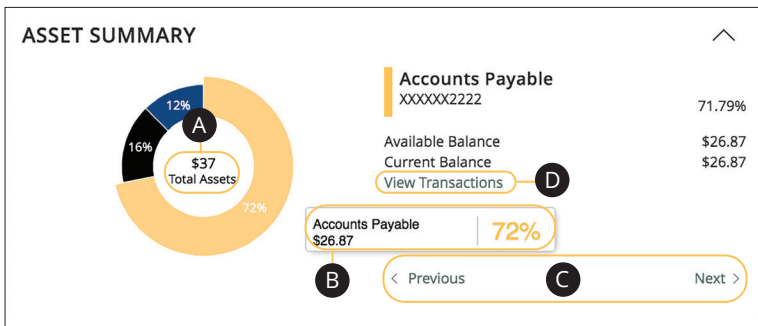 ASSET SUMMARY
12%
16%
72%
A
$37
Total Assets
Accounts Payable
XXXXXX2222
71.79%
Available Balance $26.87
Current Balance $26.87
View Transactions
D
Accounts Payable
$26.87
72%
B
< Previous
C
Next >